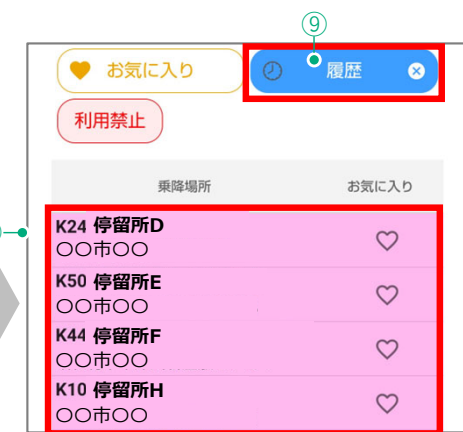 ⑨
お気に入り 履歴
利用禁止
乗降場所 お気に入り
K24 停留所D
〇〇市〇〇
K50 停留所E
〇〇市〇〇
K44 停留所F
〇〇市〇〇
K10 停留所H
〇〇市〇〇